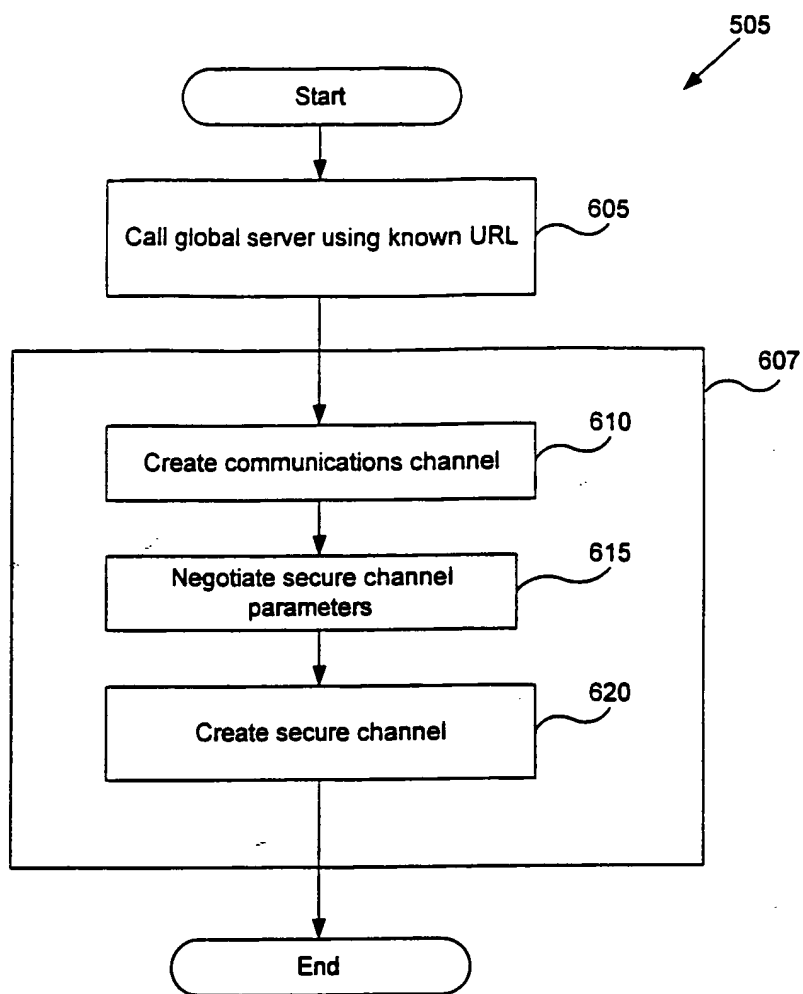 505
Start
Call global server using known URL
605
607
Create communications channel
610
Negotiate secure channel
parameters
615
Create secure channel
620
End